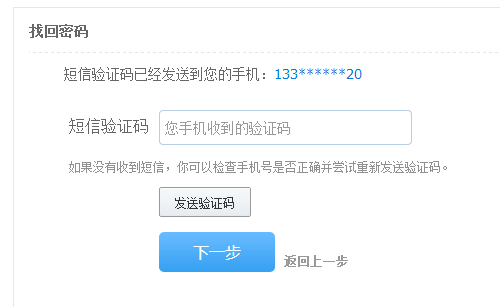 找回密码
短信验证码已经发送到您的手机：133******20
短信验证码 您手机收到的验证码
如果没有收到短信，你可以检查手机号是否正确并尝试重新发送验证码。
发送验证码
下一步 返回上一步